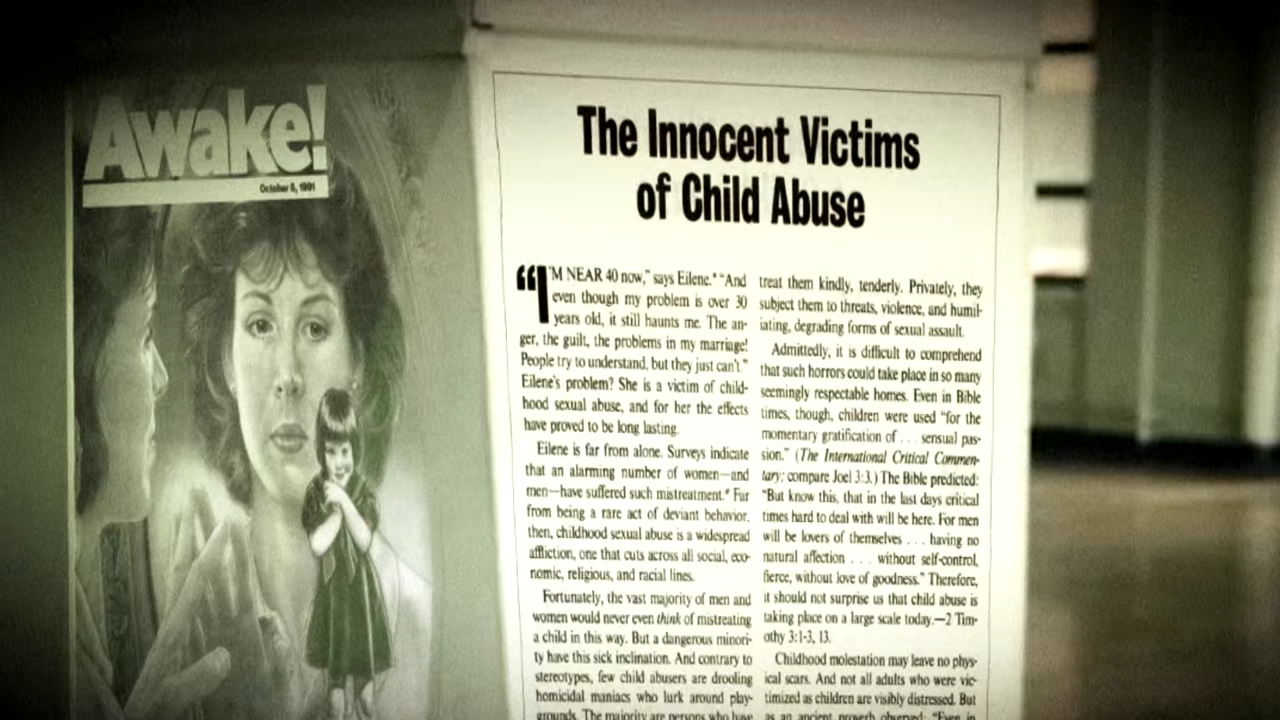 Awake!
October 8, 1991
The Innocent Victims
of Child Abuse
“I’M NEAR 40 now,” says Eilene.* “And
even though my problem is over 30
years old, it still haunts me. The an-
ger, the guilt, the problems in my marriage!
People try to understand, but they just can’t.”
Eilene’s problem? She is a victim of child-
hood sexual abuse, and for her the effects
have proved to be long lasting.
Eilene is far from alone. Surveys indicate
that an alarming number of women—and
men—have suffered such mistreatment.* Far
from being a rare act of deviant behavior,
then, childhood sexual abuse is a widespread
affliction, one that cuts across all social, eco-
nomic, religious, and racial lines.
Fortunately, the vast majority of men and
women would never even think of mistreating
a child in this way. But a dangerous minori-
ty have this sick inclination. And contrary to
stereotypes, few child abusers are drooling
homicidal maniacs who lurk around play-
grounds. The majority are persons who have
treat them kindly, tenderly. Privately, they
subject them to threats, violence, and humil-
iating, degrading forms of sexual assault.
Admittedly, it is difficult to comprehend
that such horrors could take place in so many
seemingly respectable homes. Even in Bible
times, though, children were used “for the
momentary gratification of . . . sensual pas-
sion.” (The International Critical Commen-
tary; compare Joel 3:3.) The Bible predicted:
“But know this, that in the last days critical
times hard to deal with will be here. For men
will be lovers of themselves . . . having no
natural affection . . . without self-control,
fierce, without love of goodness.” Therefore,
it should not surprise us that child abuse is
taking place on a large scale today.—2 Tim-
othy 3:1-3, 13.
Childhood molestation may leave no phys-
ical scars. And not all adults who were vic-
timized as children are visibly distressed. But
as an ancient proverb observed: “Even in